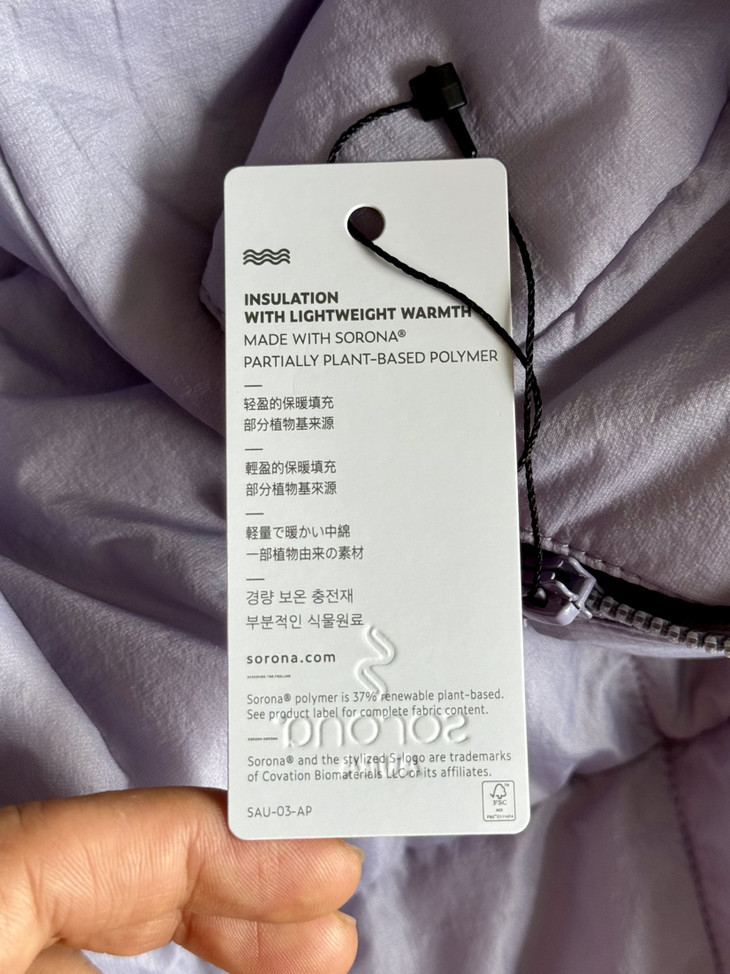 INSULATION
WITH LIGHTWEIGHT WARMTH
MADE WITH SORONA®
PARTIALLY PLANT-BASED POLYMER
轻盈的保暖填充
部分植物基来源
輕盈的保暖填充
部分植物基來源
軽量で暖かい中綿
一部植物由来の素材
경량 보온 충전재
부분적인 식물원료
sorona.com
Sorona® polymer is 37% renewable plant-based.
See product label for complete fabric content.
sorona
Sorona® and the stylized S-logo are trademarks
of Covation Biomaterials LLC or its affiliates.
SAU-03-AP
FSC